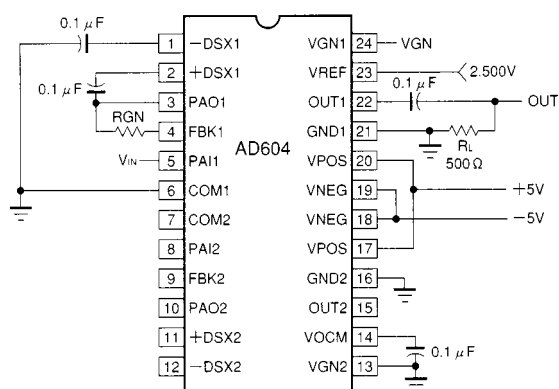 0.1 μF
1 −DSX1
2 +DSX1
0.1 μF
3 PAO1
RGN
4 FBK1
VIN
5 PAI1
6 COM1
7 COM2
8 PAI2
9 FBK2
10 PAO2
11 +DSX2
12 −DSX2
AD604
VGN1 24 VGN
VREF 23 2.500V
0.1 μF
OUT1 22 OUT
GND1 21
RL
500Ω
VPOS 20
+5V
VNEG 19
VNEG 18 −5V
VPOS 17
GND2 16
OUT2 15
VOCM 14
0.1 μF
VGN2 13